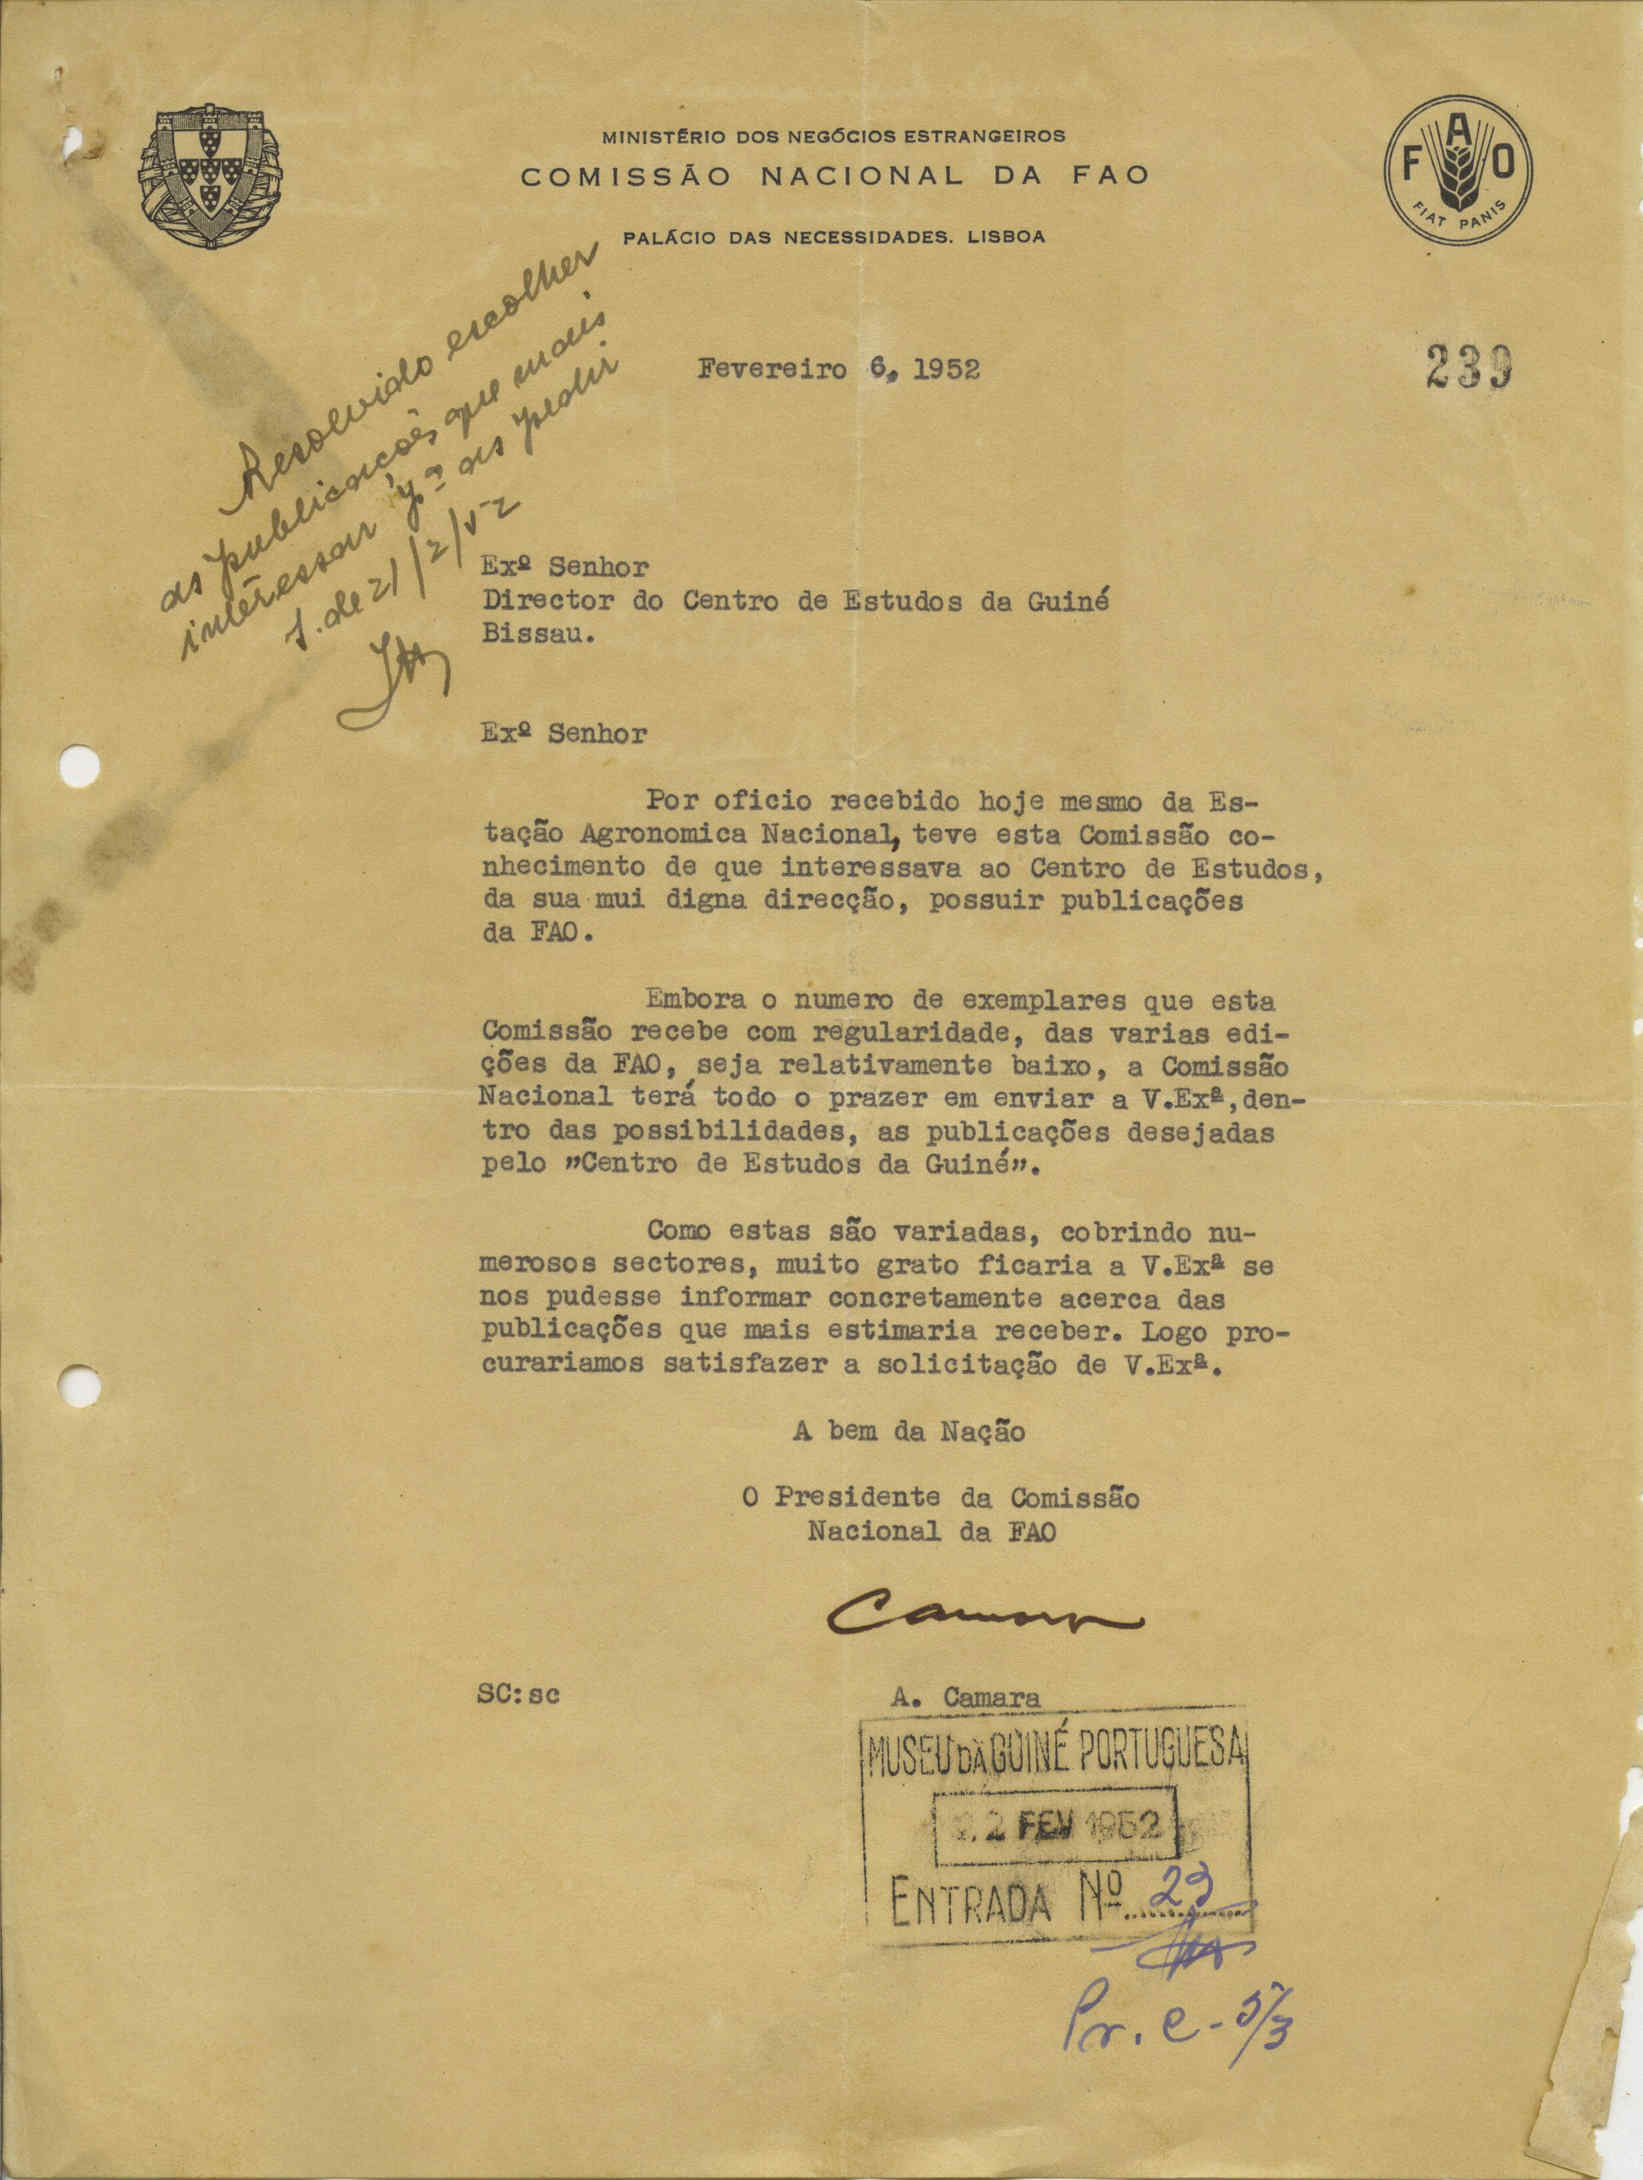 MINISTÉRIO DOS NEGÓCIOS ESTRANGEIROS
COMISSÃO NACIONAL DA FAO
PALÁCIO DAS NECESSIDADES. LISBOA
F A O
FIAT PANIS
Resolvido escolher
as publicações que mais
interessar pª as pedir
S. de 21/2/52
Fevereiro 6, 1952
239
Exº Senhor
Director do Centro de Estudos da Guiné
Bissau.
Exº Senhor
Por oficio recebido hoje mesmo da Es-
tação Agronomica Nacional, teve esta Comissão co-
nhecimento de que interessava ao Centro de Estudos,
da sua mui digna direcção, possuir publicações
da FAO.
Embora o numero de exemplares que esta
Comissão recebe com regularidade, das varias edi-
ções da FAO, seja relativamente baixo, a Comissão
Nacional terá todo o prazer em enviar a V.Exª,den-
tro das possibilidades, as publicações desejadas
pelo "Centro de Estudos da Guiné".
Como estas são variadas, cobrindo nu-
merosos sectores, muito grato ficaria a V.Exª se
nos pudesse informar concretamente acerca das
publicações que mais estimaria receber. Logo pro-
curariamos satisfazer a solicitação de V.Exª.
A bem da Nação
O Presidente da Comissão
Nacional da FAO
Camara
SC:sc
A. Camara
MUSEU DA GUINÉ PORTUGUESA
2 FEV 1952
ENTRADA Nº 23
Pr. e-5/3